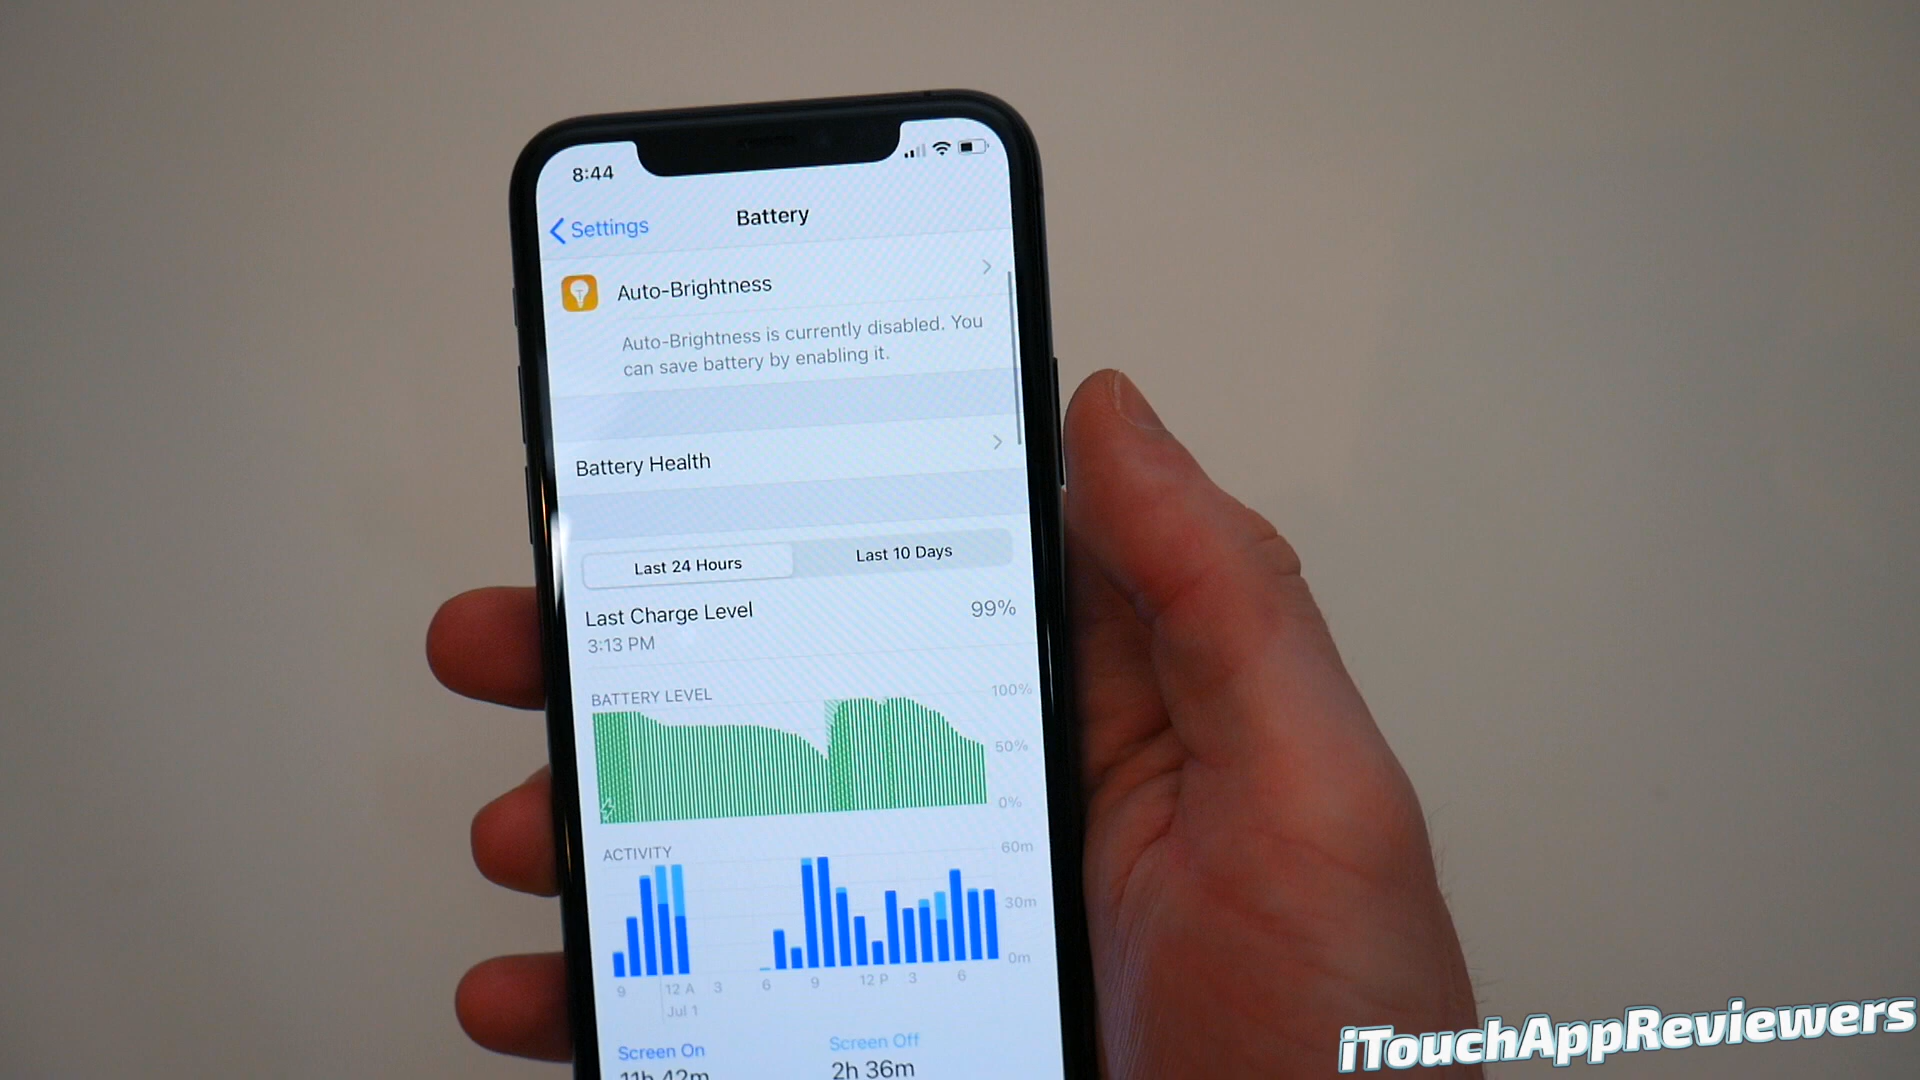 8:44
Settings
Battery
Auto-Brightness
Auto-Brightness is currently disabled. You
can save battery by enabling it.
Battery Health
Last 24 Hours
Last 10 Days
Last Charge Level
99%
3:13 PM
BATTERY LEVEL
100%
50%
0%
ACTIVITY
60m
30m
0m
9 12 A 3 6 9 12 P 3 6
Jul 1
Screen On
Screen Off
11h 42m
2h 36m
iTouchAppReviewers